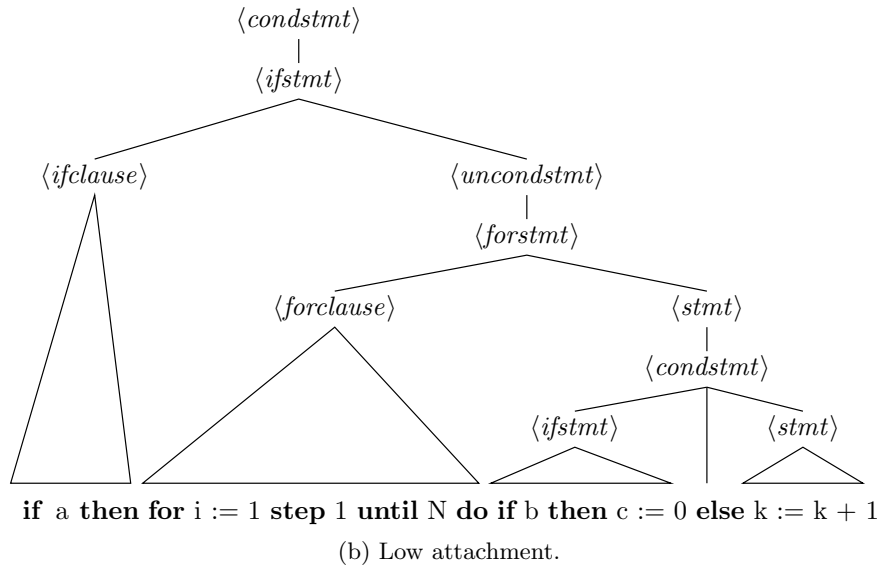 ⟨condstmt⟩
⟨ifstmt⟩
⟨ifclause⟩ ⟨uncondstmt⟩
⟨forstmt⟩
⟨forclause⟩ ⟨stmt⟩
⟨condstmt⟩
⟨ifstmt⟩ ⟨stmt⟩
if a then for i := 1 step 1 until N do if b then c := 0 else k := k + 1
(b) Low attachment.